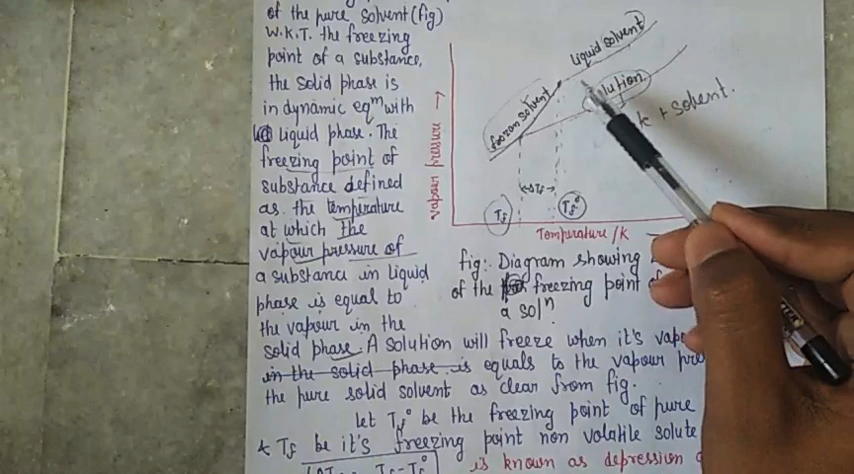 of the pure solvent (fig)
W.K.T. the freezing
point of a substance,
the solid phase is
in dynamic eqᵐ with
liquid phase. The
freezing point of
substance defined
as the temperature
at which the
vapour pressure of
a substance in liquid
phase is equal to
the vapour in the
solid phase. A solution will freeze when it's
in the solid phase is equals to the vapour
the pure solid solvent as clear from fig.
let Tf° be the freezing point of pure
Tf be it's freezing point non volatile solute
Tf - Tf° is known as depression
vapour pressure →
frozen solvent
liquid solvent
+ solvent.
ΔTf
Tf
Tf°
Temperature /K
fig:- Diagram showing
of the freezing point of
a solⁿ